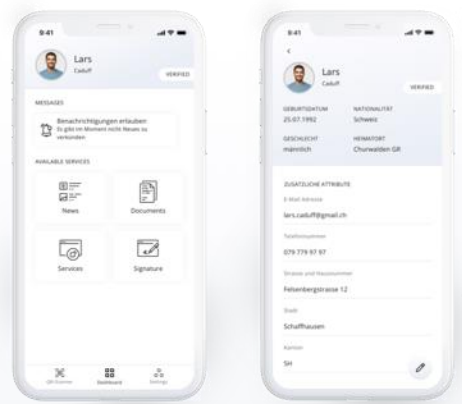 9:41
Lars
Caduff
VERIFIED
MESSAGES
Benachrichtigungen erlauben
Es gibt im Moment nicht Neues zu
verkünden
AVAILABLE SERVICES
News
Documents
Services
Signature
QR Scanner
Dashboard
Settings
9:41
Lars
Caduff
VERIFIED
GEBURTSDATUM
NATIONALITÄT
25.07.1992
Schweiz
GESCHLECHT
HEIMATORT
männlich
Churwalden GR
ZUSÄTZLICHE ATTRIBUTE
E-Mail Adresse
lars.caduff@gmail.ch
Telefonnummer
079 779 97 97
Strasse und Hausnummer
Felsenbergstrasse 12
Stadt
Schaffhausen
Kanton
SH